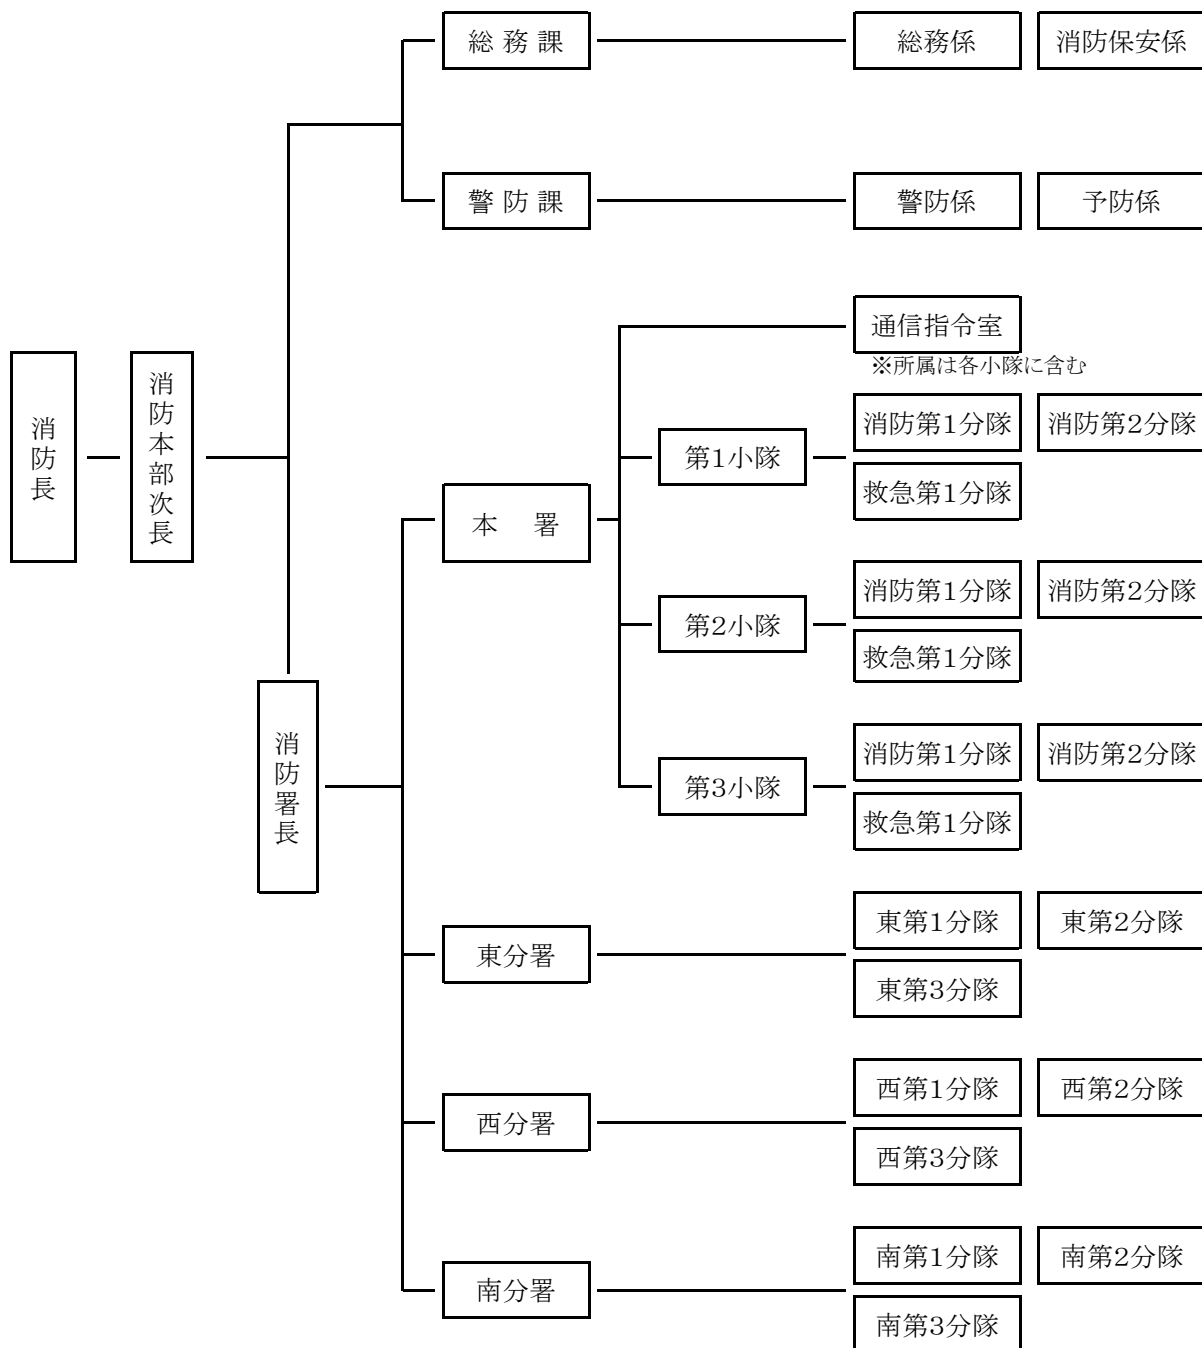 総務課
総務係
消防保安係
警防課
警防係
予防係
通信指令室
※所属は各小隊に含む
消防長
消防本部次長
消防第1分隊
消防第2分隊
第1小隊
救急第1分隊
本 署
消防第1分隊
消防第2分隊
第2小隊
救急第1分隊
消防署長
消防第1分隊
消防第2分隊
第3小隊
救急第1分隊
東第1分隊
東第2分隊
東分署
東第3分隊
西第1分隊
西第2分隊
西分署
西第3分隊
南第1分隊
南第2分隊
南分署
南第3分隊